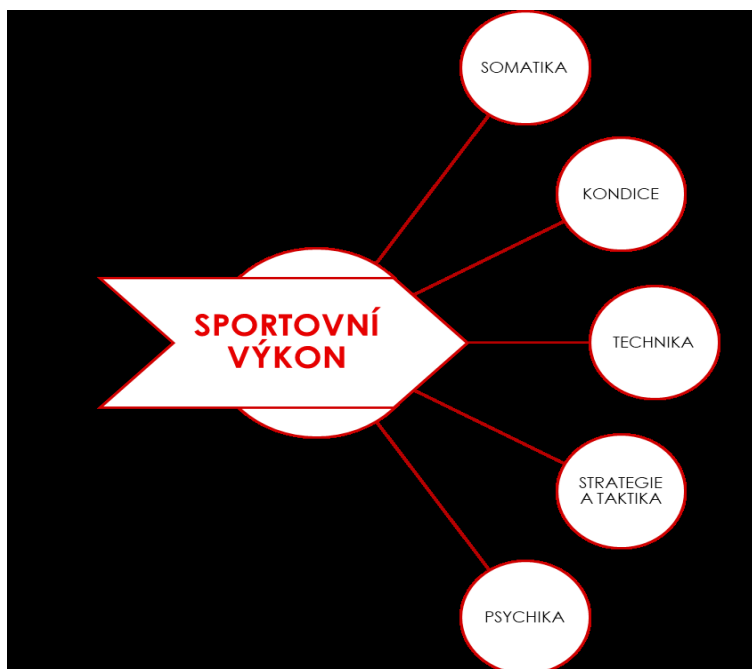 SOMATIKA
KONDICE
SPORTOVNÍ
VÝKON
TECHNIKA
STRATEGIE
A TAKTIKA
PSYCHIKA